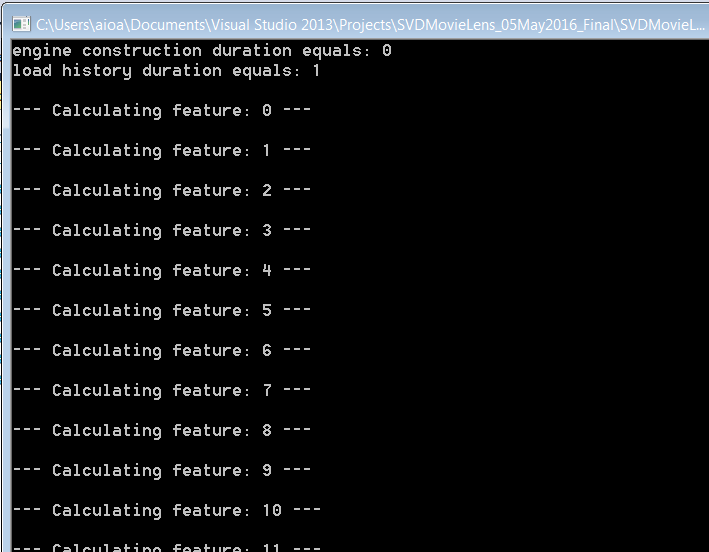 C:\Users\aioa\Documents\Visual Studio 2013\Projects\SVDMovieLens_05May2016_Final\SVDMovieL...
engine construction duration equals: 0
load history duration equals: 1
--- Calculating feature: 0 ---
--- Calculating feature: 1 ---
--- Calculating feature: 2 ---
--- Calculating feature: 3 ---
--- Calculating feature: 4 ---
--- Calculating feature: 5 ---
--- Calculating feature: 6 ---
--- Calculating feature: 7 ---
--- Calculating feature: 8 ---
--- Calculating feature: 9 ---
--- Calculating feature: 10 ---
--- Calculating feature: 11 ---